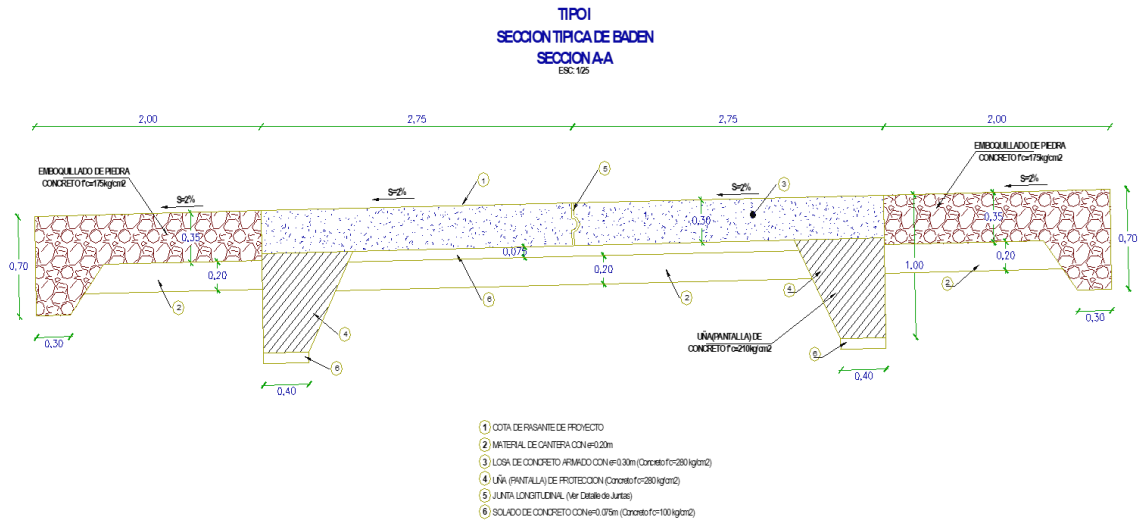 TIPO I
SECCION TIPICA DE BADEN
SECCION A-A
ESC: 1/25
2,00
2,75
2,75
2,00
EMBOQUILLADO DE PIEDRA
CONCRETO f'c=175kg/cm2
EMBOQUILLADO DE PIEDRA
CONCRETO f'c=175kg/cm2
S=2%
S=2%
1
5
S=2%
3
S=2%
0,70
0,35
0,20
2
0,30
0,075
0,20
6
2
0,30
4
1,00
0,35
0,20
2
0,70
0,30
4
6
0,40
UÑA(PANTALLA) DE
CONCRETO f'c=210kg/cm2
6
0,40
0,30
1 COTA DE RASANTE DE PROYECTO
2 MATERIAL DE CANTERA CON e=0.20m
3 LOSA DE CONCRETO ARMADO CON e=0.30m (Concreto f'c=280 kg/cm2)
4 UÑA (PANTALLA) DE PROTECCION (Concreto f'c=280 kg/cm2)
5 JUNTA LONGITUDINAL (Ver Detalle de Juntas)
6 SOLADO DE CONCRETO CON e=0.075m (Concreto f'c=100 kg/cm2)